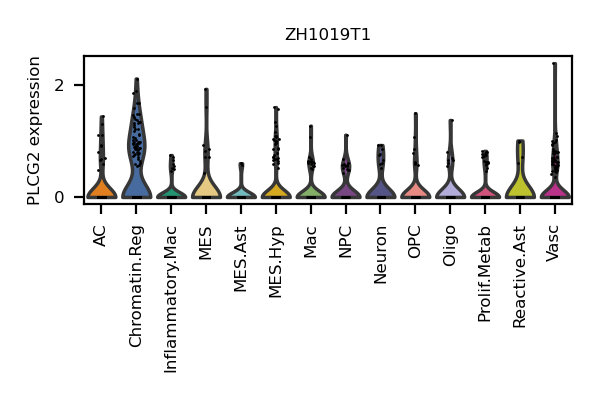 ZH1019T1
PLCG2 expression
2
0
AC
Chromatin.Reg
Inflammatory.Mac
MES
MES.Ast
MES.Hyp
Mac
NPC
Neuron
OPC
Oligo
Prolif.Metab
Reactive.Ast
Vasc